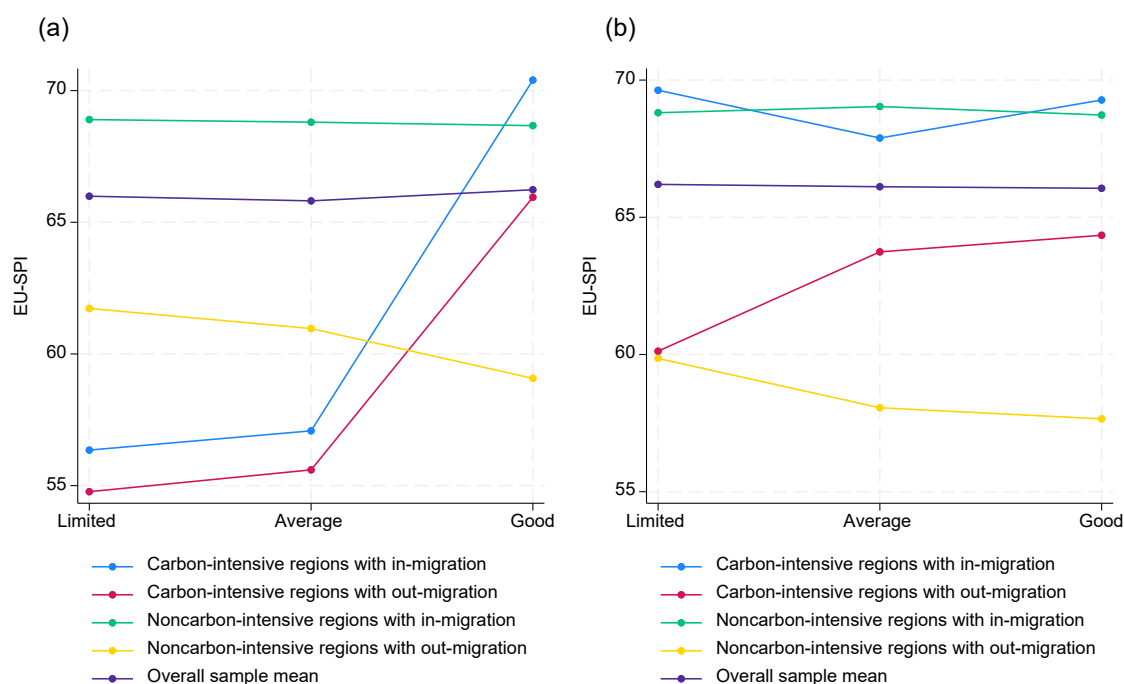 (a)
70
65
60
55
EU-SPI
Limited Average Good
Carbon-intensive regions with in-migration
Carbon-intensive regions with out-migration
Noncarbon-intensive regions with in-migration
Noncarbon-intensive regions with out-migration
Overall sample mean
(b)
70
65
60
55
EU-SPI
Limited Average Good
Carbon-intensive regions with in-migration
Carbon-intensive regions with out-migration
Noncarbon-intensive regions with in-migration
Noncarbon-intensive regions with out-migration
Overall sample mean